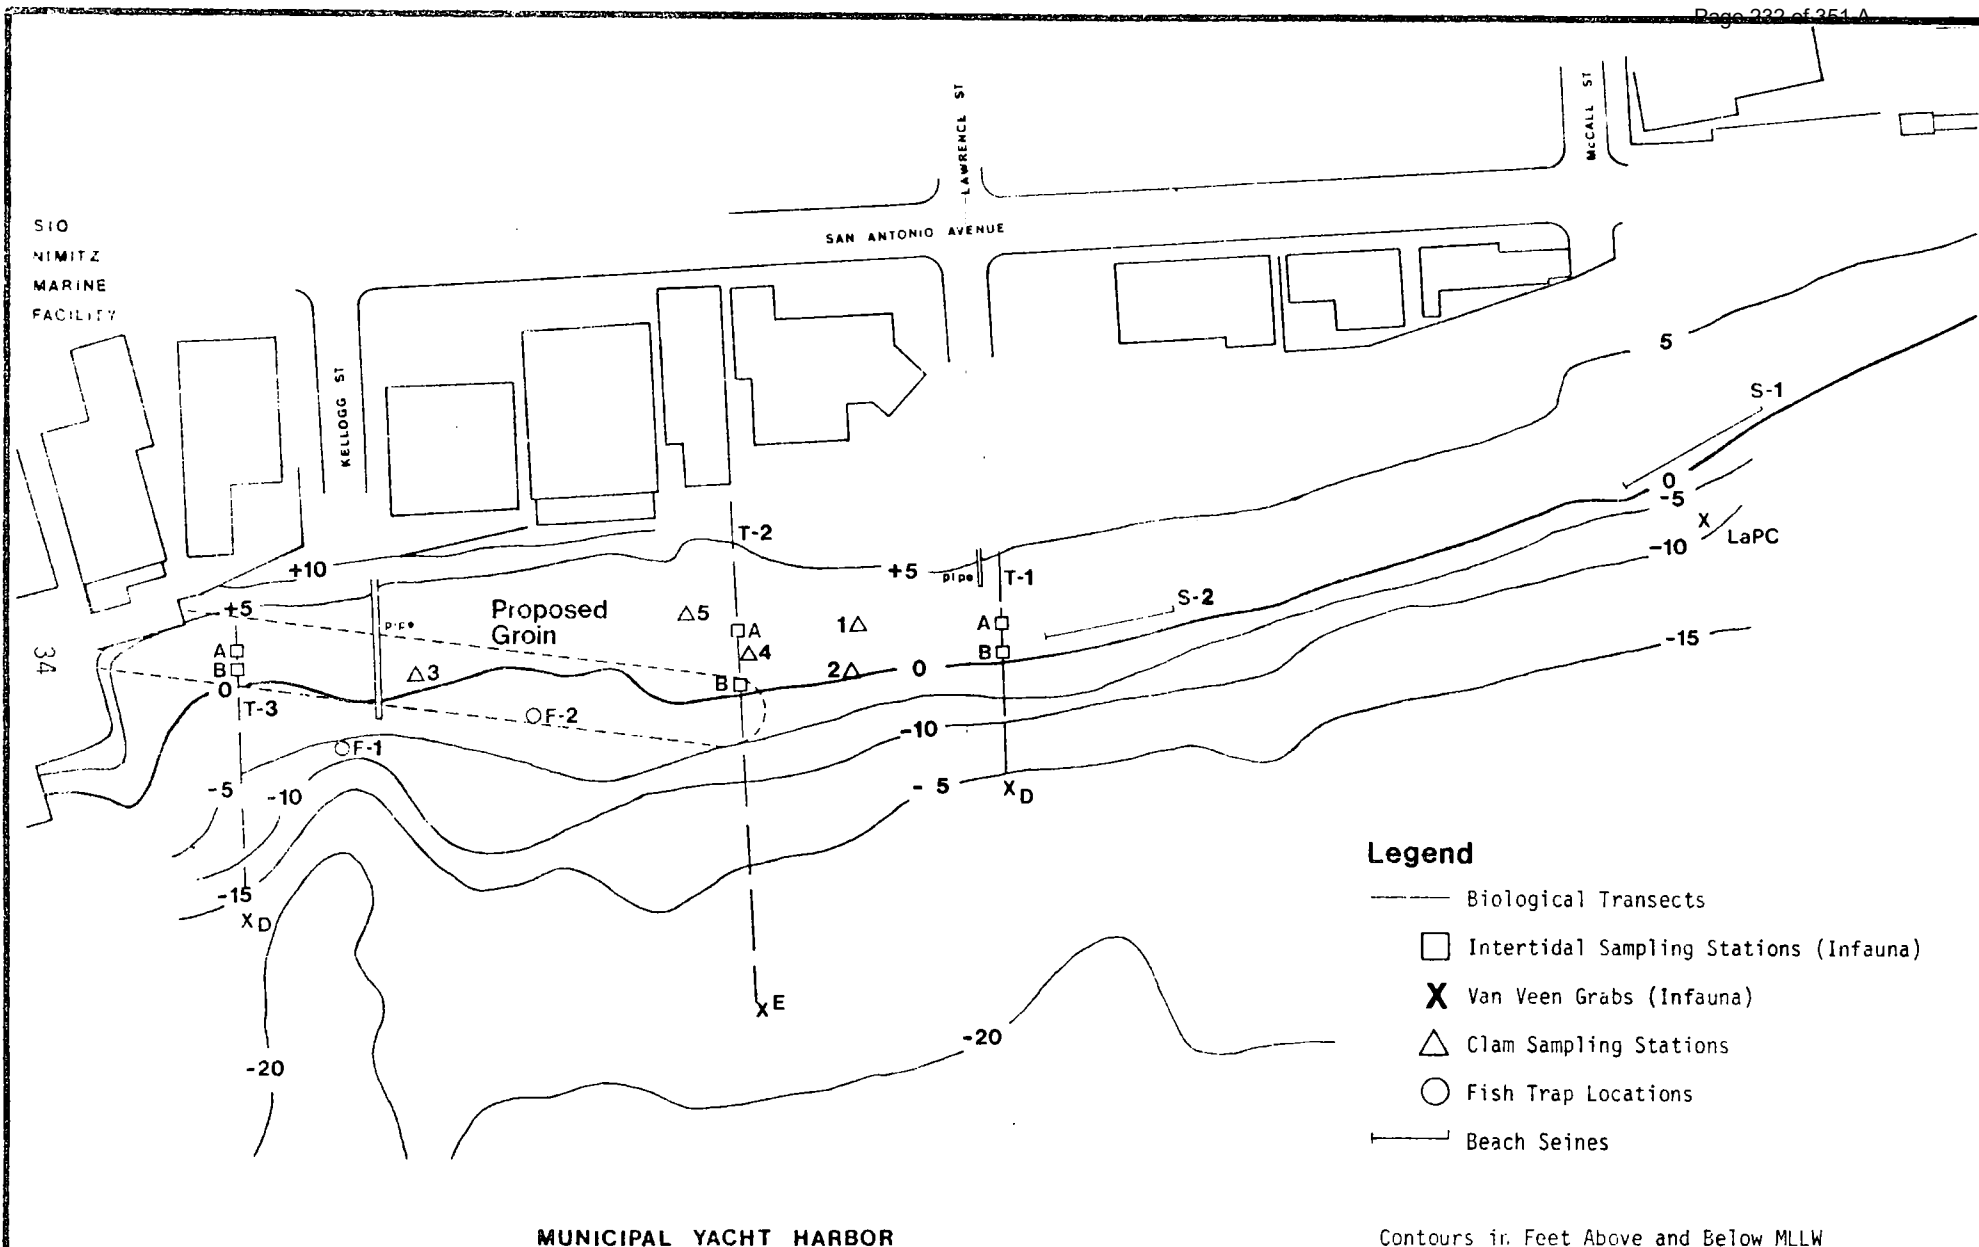 Page 232 of 351 A
LAWRENCE ST
McCALL ST
SIO
NIMITZ
MARINE
FACILITY
SAN ANTONIO AVENUE
KELLOGG ST
5
S-1
0
-5
X
LaPC
-10
T-2
+10
+5
pipe
T-1
S-2
+5
Proposed
Groin
pipe
5
A
1
A
A
B
4
B
-15
34
3
2
0
B
0
T-3
F-2
F-1
-10
-5
-10
- 5
X D
-15
X D
X E
-20
-20
Legend
Biological Transects
Intertidal Sampling Stations (Infauna)
X Van Veen Grabs (Infauna)
Clam Sampling Stations
Fish Trap Locations
Beach Seines
MUNICIPAL YACHT HARBOR
Contours in Feet Above and Below MLLW